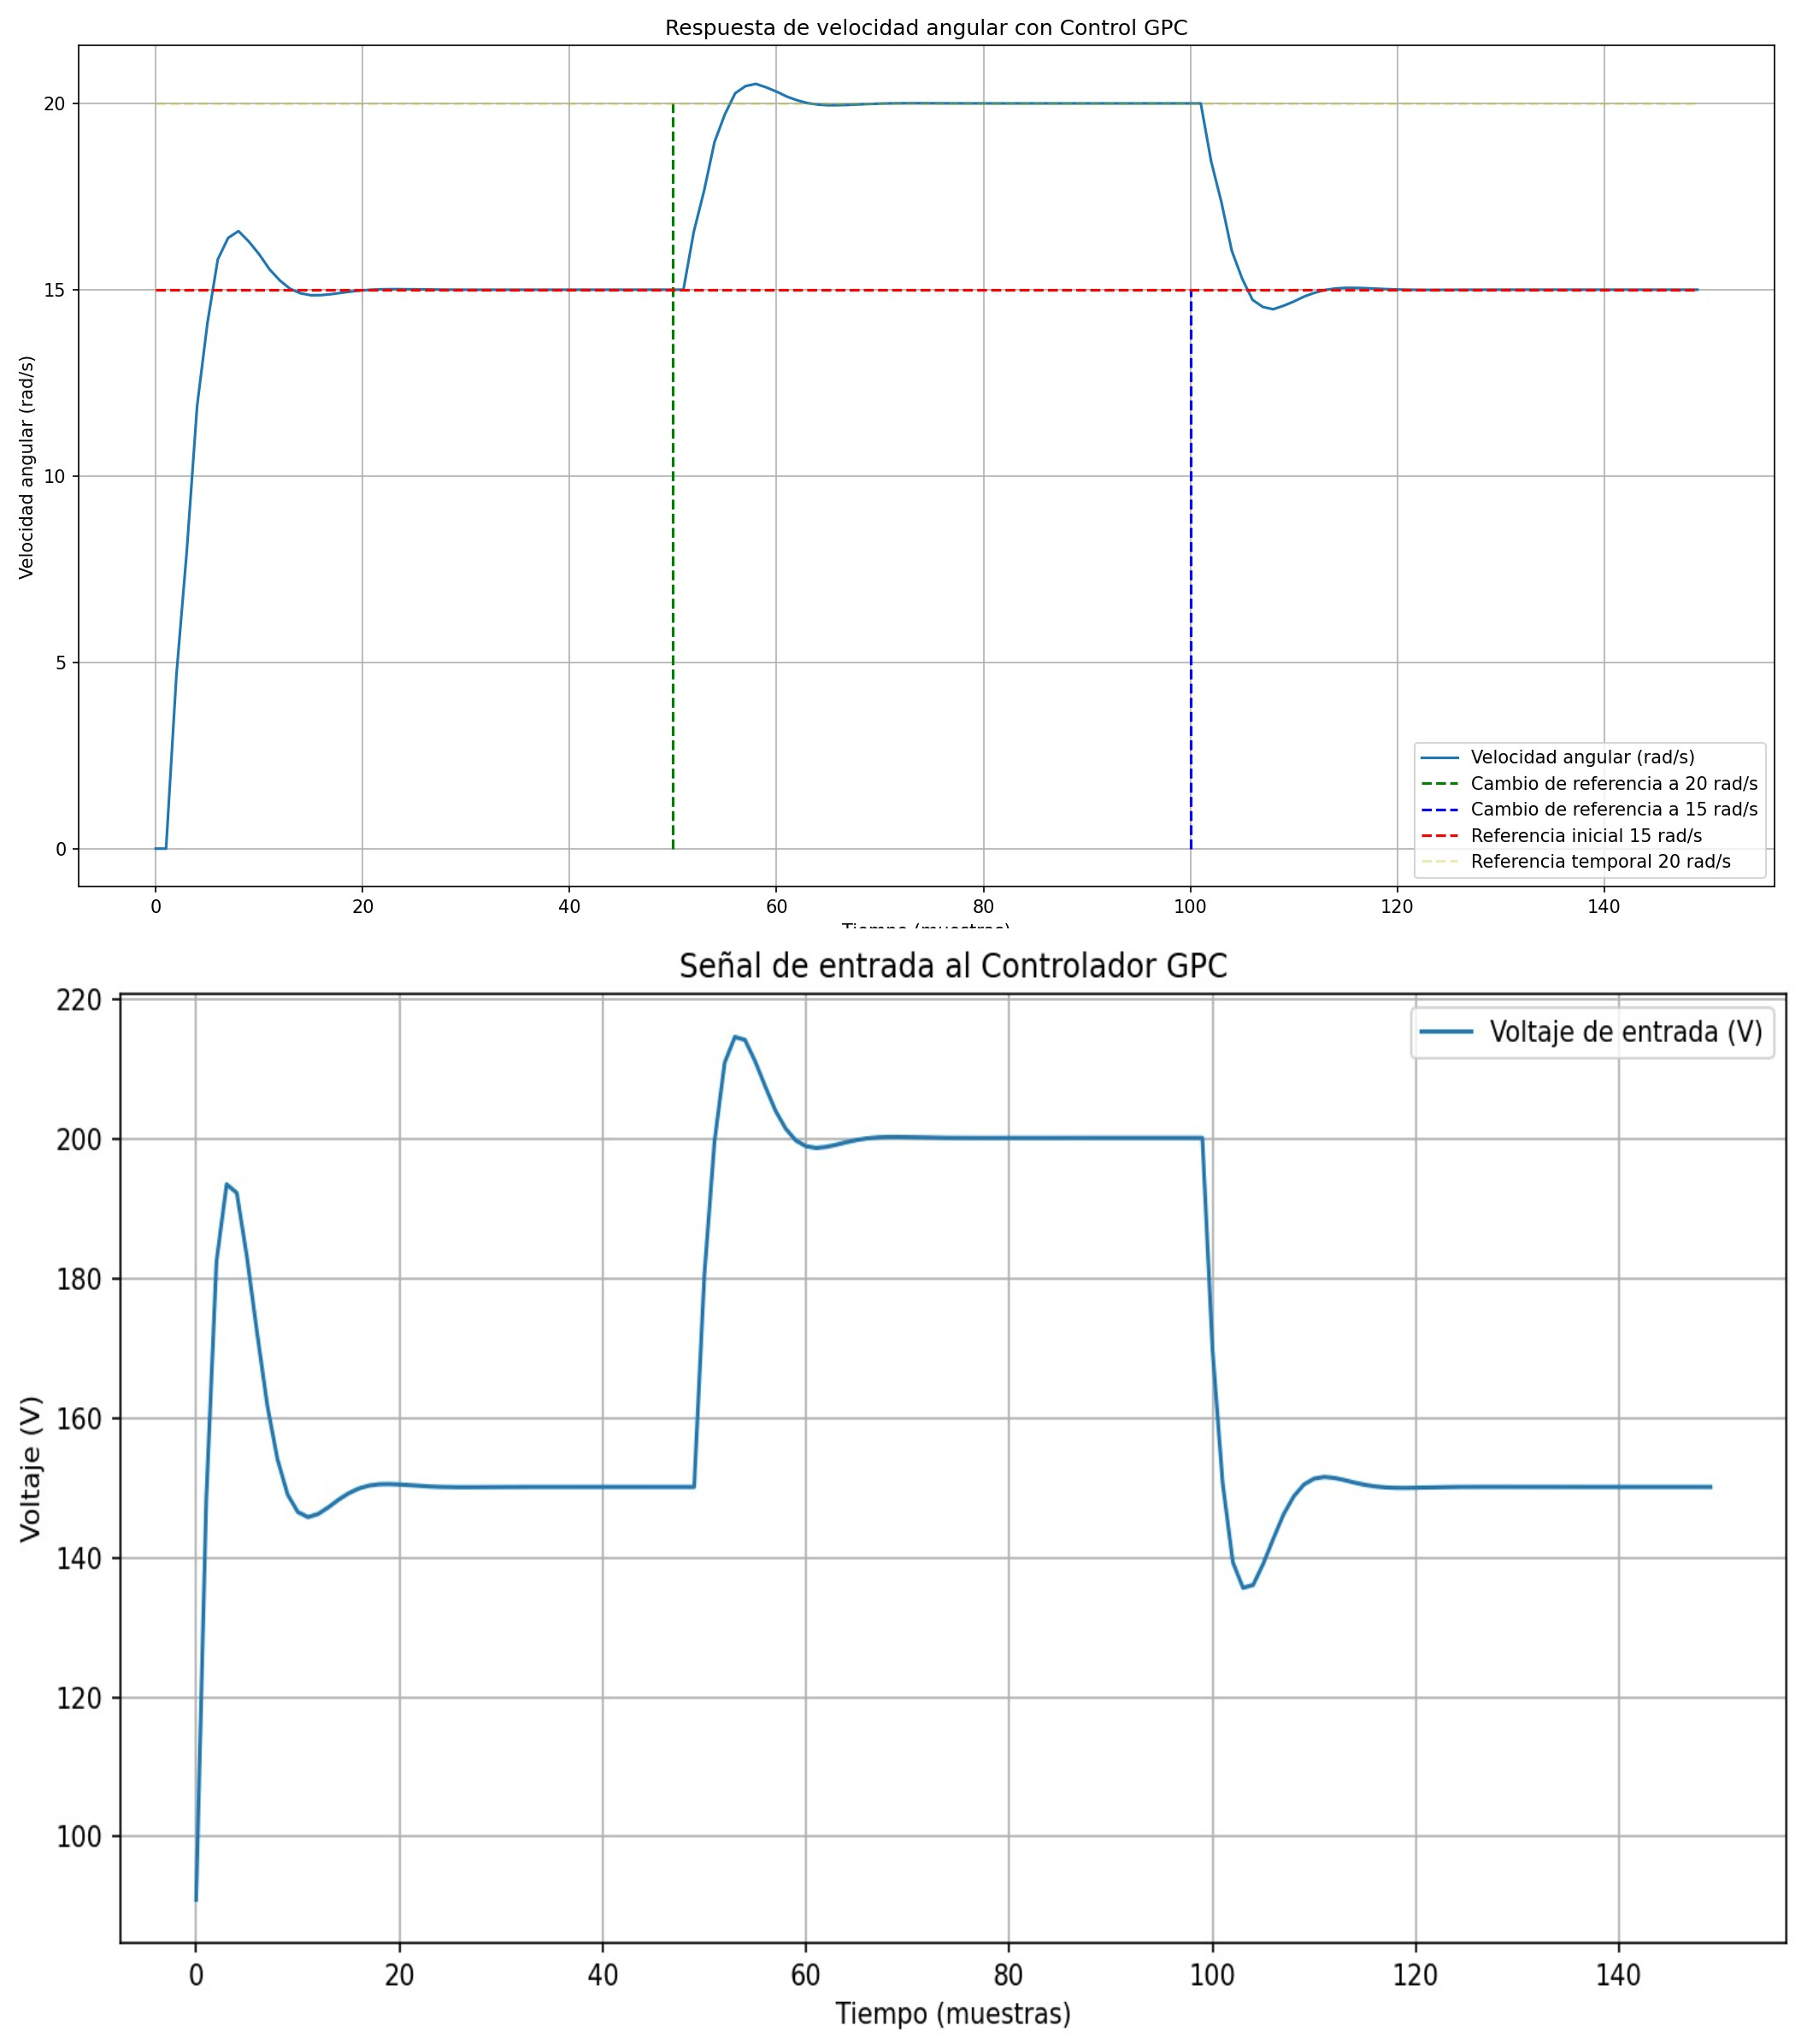 Respuesta de velocidad angular con Control GPC
Velocidad angular (rad/s)
20
15
10
5
0
0 20 40 60 80 100 120 140
Velocidad angular (rad/s)
Cambio de referencia a 20 rad/s
Cambio de referencia a 15 rad/s
Referencia inicial 15 rad/s
Referencia temporal 20 rad/s
Tiempo (muestras)
Señal de entrada al Controlador GPC
Voltaje (V)
220
200
180
160
140
120
100
Voltaje de entrada (V)
0 20 40 60 80 100 120 140
Tiempo (muestras)